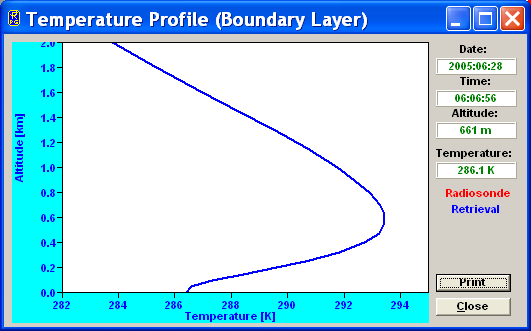 Temperature Profile (Boundary Layer)
Date:
2005:06:28
Time:
06:06:56
Altitude:
661 m
Temperature:
286.1 K
Radiosonde
Retrieval
Print
Close
Altitude [km]
2.0
1.8
1.6
1.4
1.2
1.0
0.8
0.6
0.4
0.2
0.0
282 284 286 288 290 292 294
Temperature [K]